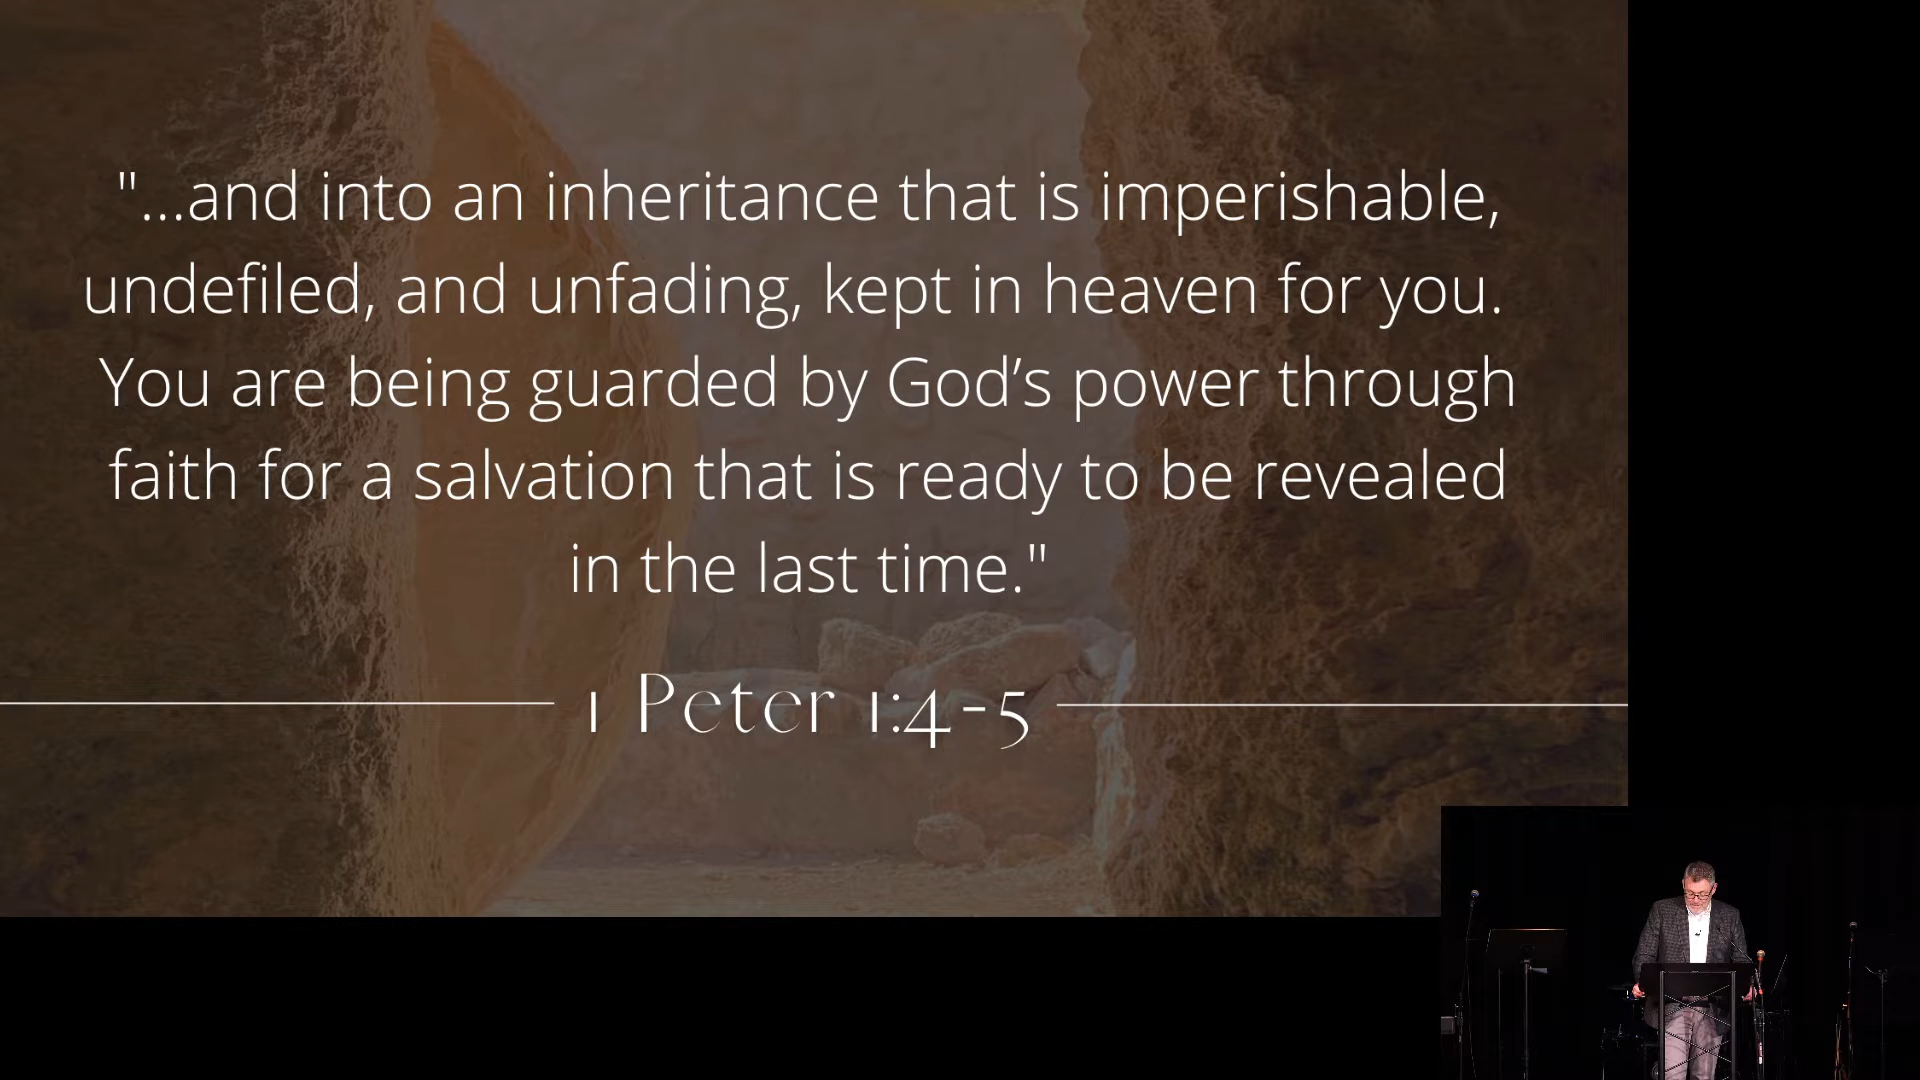 "...and into an inheritance that is imperishable,
undefiled, and unfading, kept in heaven for you.
You are being guarded by God’s power through
faith for a salvation that is ready to be revealed
in the last time."
1 Peter 1:4-5